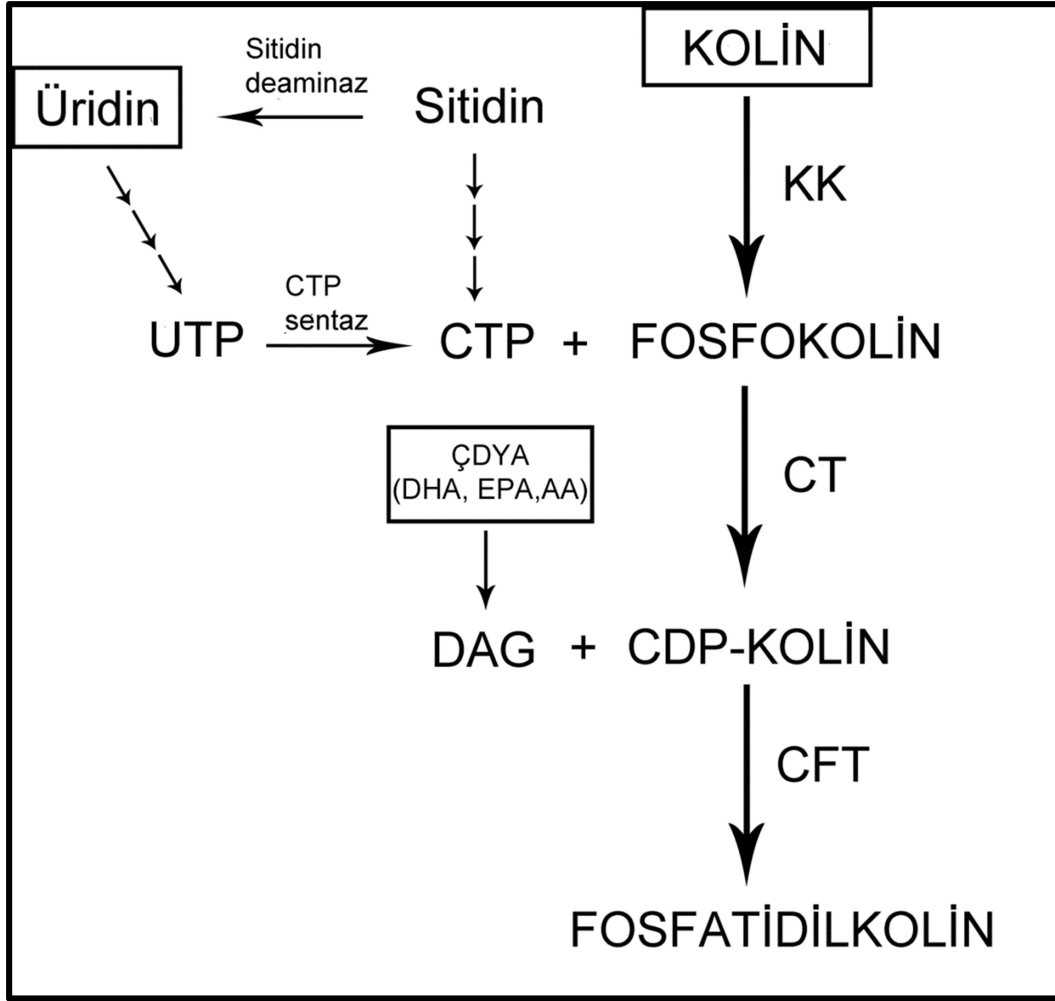 KOLİN
Sitidin
deaminaz
Üridin
Sitidin
KK
CTP
sentaz
UTP
CTP + FOSFOKOLİN
ÇDYA
(DHA, EPA,AA)
CT
DAG + CDP-KOLİN
CFT
FOSFATİDİLKOLİN